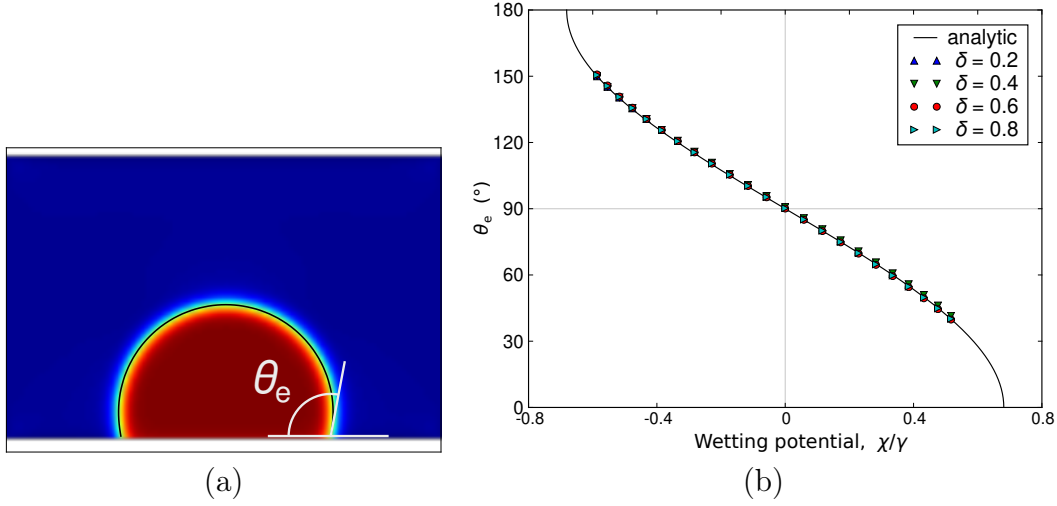 θe
(a)
180
150
120
90
60
30
0
θe (°)
-0.8
-0.4
0
0.4
0.8
Wetting potential, χ/γ
analytic
δ = 0.2
δ = 0.4
δ = 0.6
δ = 0.8
(b)